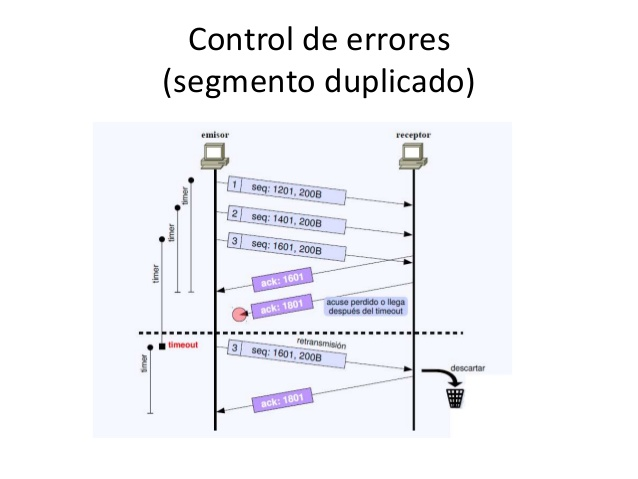 Control de errores
(segmento duplicado)
emisor
receptor
timer
timer
timer
1 seq: 1201, 200B
2 seq: 1401, 200B
3 seq: 1601, 200B
ack: 1601
ack: 1801
acuse perdido o llega
después del timeout
timeout
timer
retransmisión
3 seq: 1601, 200B
descartar
ack: 1801